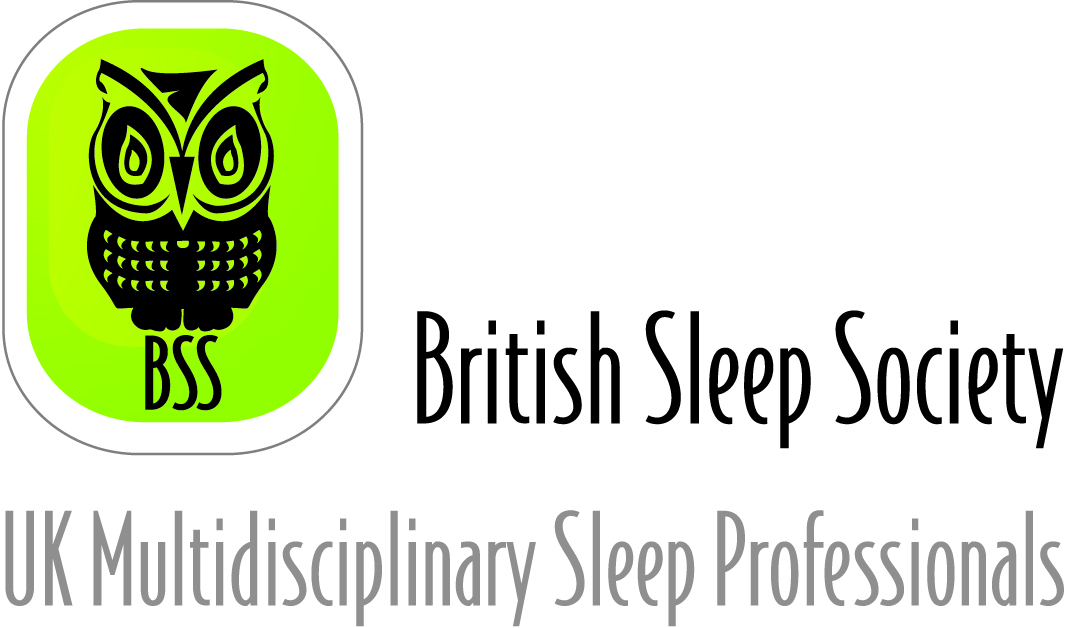 BSS
British Sleep Society
UK Multidisciplinary Sleep Professionals